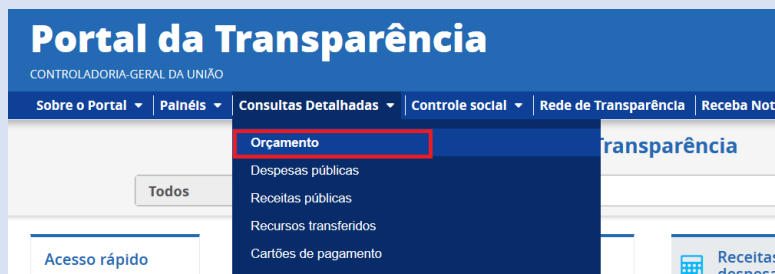 Portal da Transparência
CONTROLADORIA-GERAL DA UNIÃO
Sobre o Portal Painéis Consultas Detalhadas Controle social Rede de Transparência Receba Not
Orçamento
Transparência
Despesas públicas
Todos
Receitas públicas
Recursos transferidos
Acesso rápido
Cartões de pagamento
Receitas
despesa